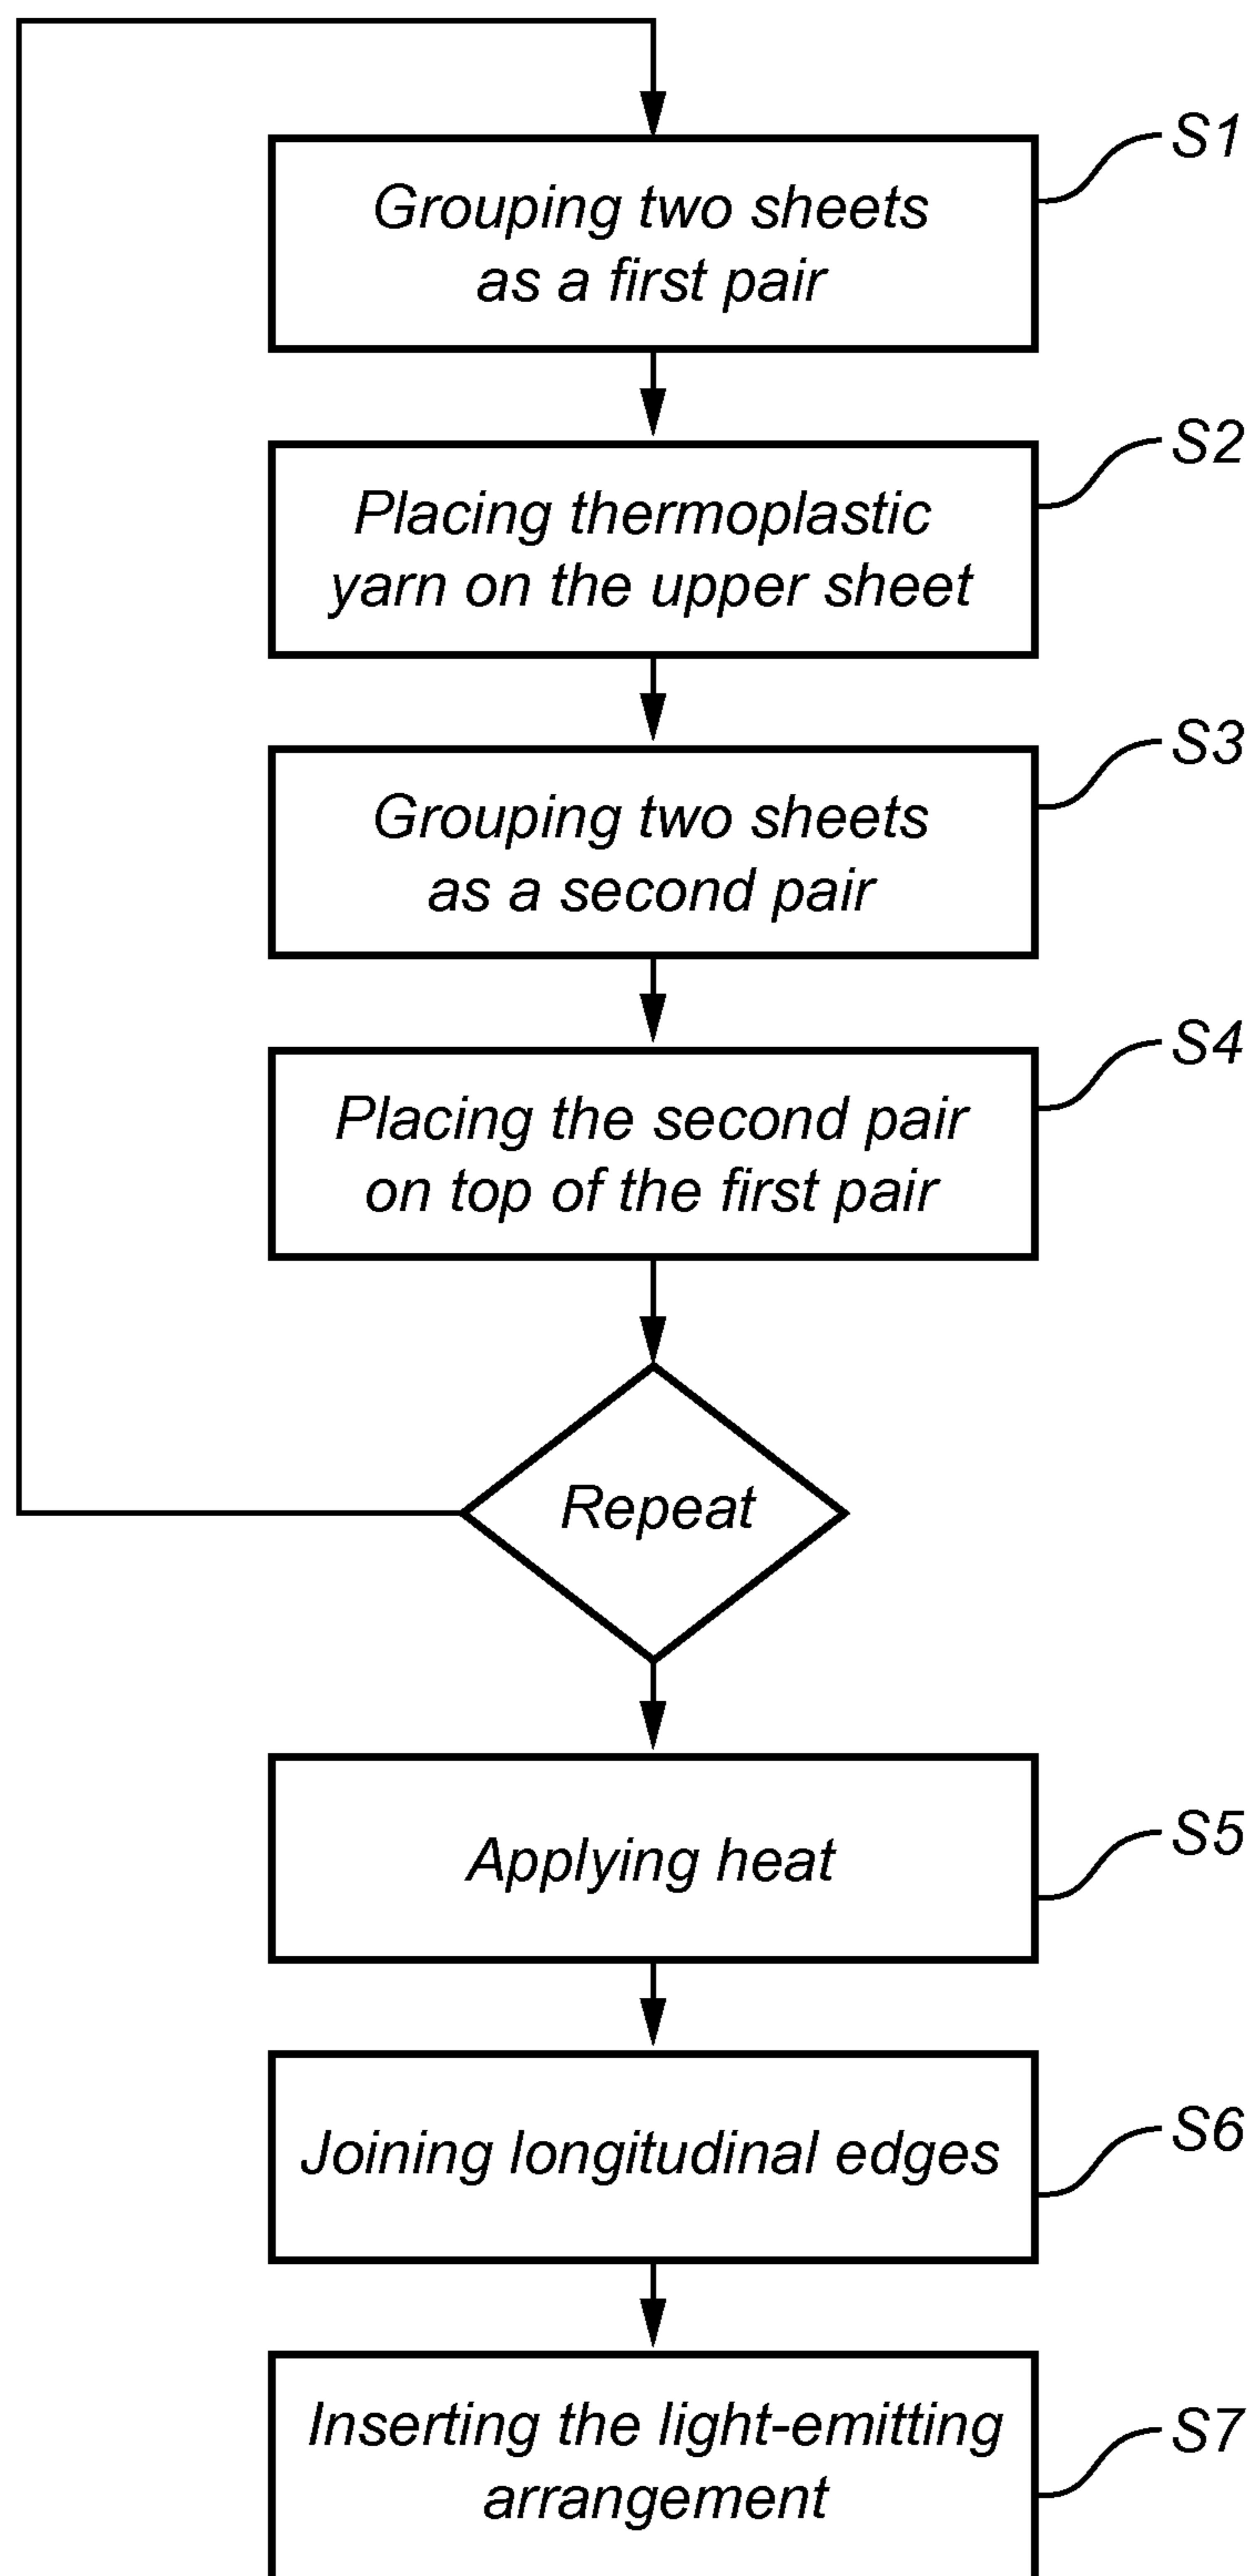 S1
Grouping two sheets
as a first pair
S2
Placing thermoplastic
yarn on the upper sheet
S3
Grouping two sheets
as a second pair
S4
Placing the second pair
on top of the first pair
Repeat
S5
Applying heat
S6
Joining longitudinal edges
S7
Inserting the light-emitting
arrangement